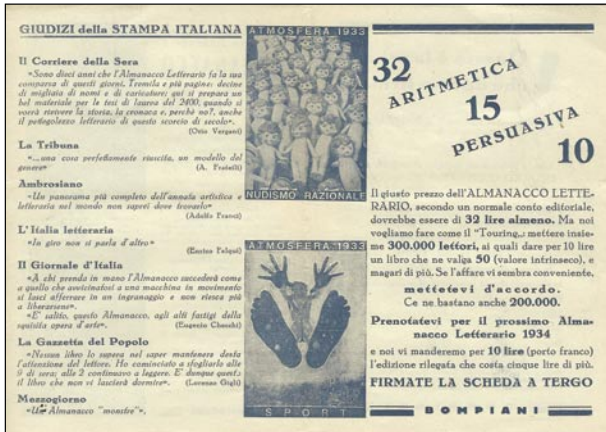 GIUDIZI della STAMPA ITALIANA
Il Corriere della Sera
«Sono dieci anni che l'Almanacco Letterario fa la sua
comparsa di questi giorni. Tremila e più pagine: decine
di migliaia di nomi e di caricature; qui si prepara un
bel materiale per le tesi di laurea del 2400, quando si
vorrà rivivere la storia, la cronaca e, perchè no?, anche
il pettegolezzo letterario di questo scorcio di secolo».
(Orio Vergani)
La Tribuna
«...una cosa perfettamente riuscita, un modello del
genere»
(A. Frateili)
Ambrosiano
«Un panorama più completo dell'annata artistica e
letteraria nel mondo non saprei dove trovarlo»
(Adolfo Franci)
L'Italia letteraria
«In giro non si parla d'altro»
(Enrico Falqui)
Il Giornale d'Italia
«A chi prenda in mano l'Almanacco succederà come
a quello che avvicinatosi a una macchina in movimento
si lasci afferrare in un ingranaggio e non riesca più
a liberarsene».
«E' salito, questo Almanacco, agli alti fastigi della
squisita opera d'arte».
(Eugenio Checchi)
La Gazzetta del Popolo
«Nessun libro lo supera nel saper mantenere desta
l'attenzione del lettore. Ho cominciato a sfogliarlo alle
9 di sera; alle 2 continuavo a leggere. E' dunque questo
il libro che non vi lascierà dormire».
(Lorenzo Gigli)
Mezzogiorno
«Un Almanacco "monstre"».
ATMOSFERA 1933
NUDISMO RAZIONALE
ATMOSFERA 1933
SPORT
32
ARITMETICA
15
PERSUASIVA
10
Il giusto prezzo dell'ALMANACCO LETTE-
RARIO, secondo un normale conto editoriale,
dovrebbe essere di 32 lire almeno. Ma noi
vogliamo fare come il "Touring„: mettere insie-
me 300.000 lettori, ai quali dare per 10 lire
un libro che ne valga 50 (valore intrinseco), e
magari di più. Se l'affare vi sembra conveniente,
mettetevi d'accordo.
Ce ne bastano anche 200.000.
Prenotatevi per il prossimo Alma-
nacco Letterario 1934
e noi vi manderemo per 10 lire (porto franco)
l'edizione rilegata che costa cinque lire di più.
FIRMATE LA SCHEDA A TERGO
BOMPIANI